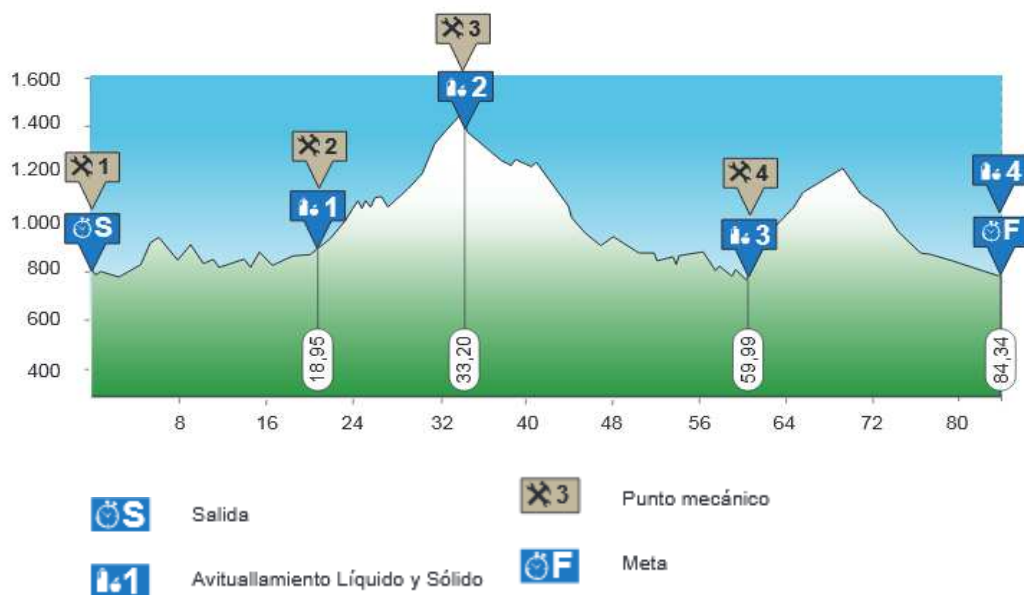 3
1.600
2
1.400
2
1.200
1
4
4
1
3
1.000
S
F
800
600
18,95
33,20
59,99
84,34
400
8 16 24 32 40 48 56 64 72 80
S Salida
3 Punto mecánico
1 Avituallamiento Líquido y Sólido
F Meta